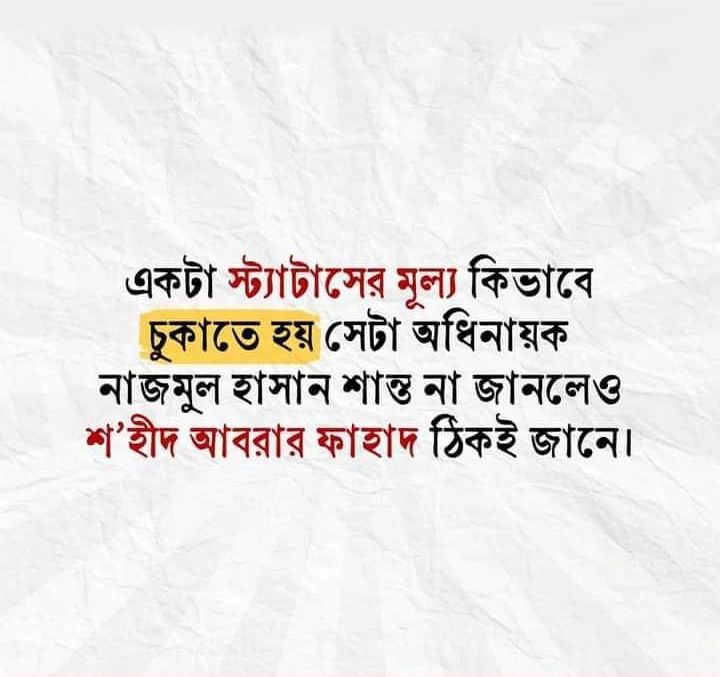 একটা স্ট্যাটাসের মূল্য কিভাবে
চুকাতে হয় সেটা অধিনায়ক
নাজমুল হাসান শান্ত না জানলেও
শ'হীদ আবরার ফাহাদ ঠিকই জানে।